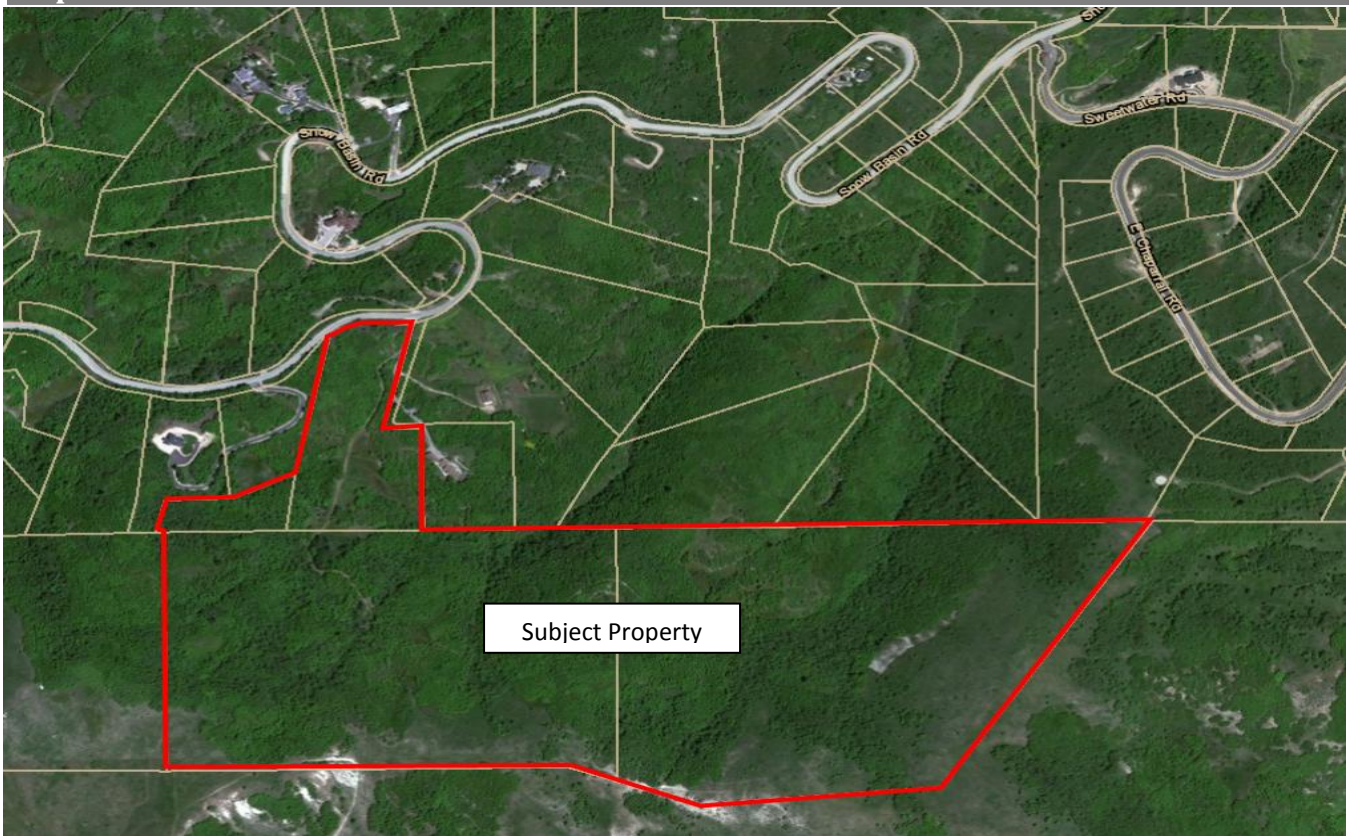 Snow Basin Rd
Snow Basin Rd
Sweetwater Rd
E Chaparral Rd
Subject Property